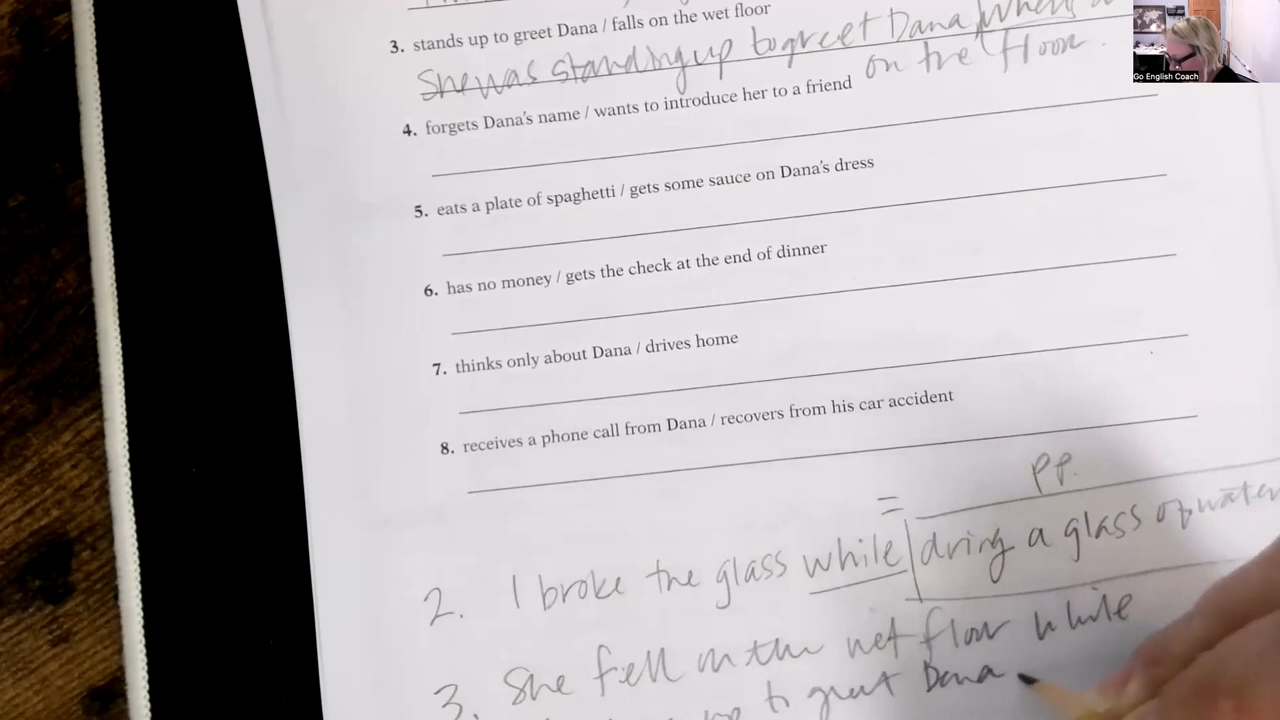 3. stands up to greet Dana / falls on the wet floor
She was standing up to greet Dana, when
on the floor.
4. forgets Dana's name / wants to introduce her to a friend
5. eats a plate of spaghetti / gets some sauce on Dana's dress
6. has no money / gets the check at the end of dinner
7. thinks only about Dana / drives home
8. receives a phone call from Dana / recovers from his car accident
= PP.
2. I broke the glass while dring a glass of water
3. She fell on the wet floor while
up to greet Dana
Go English Coach